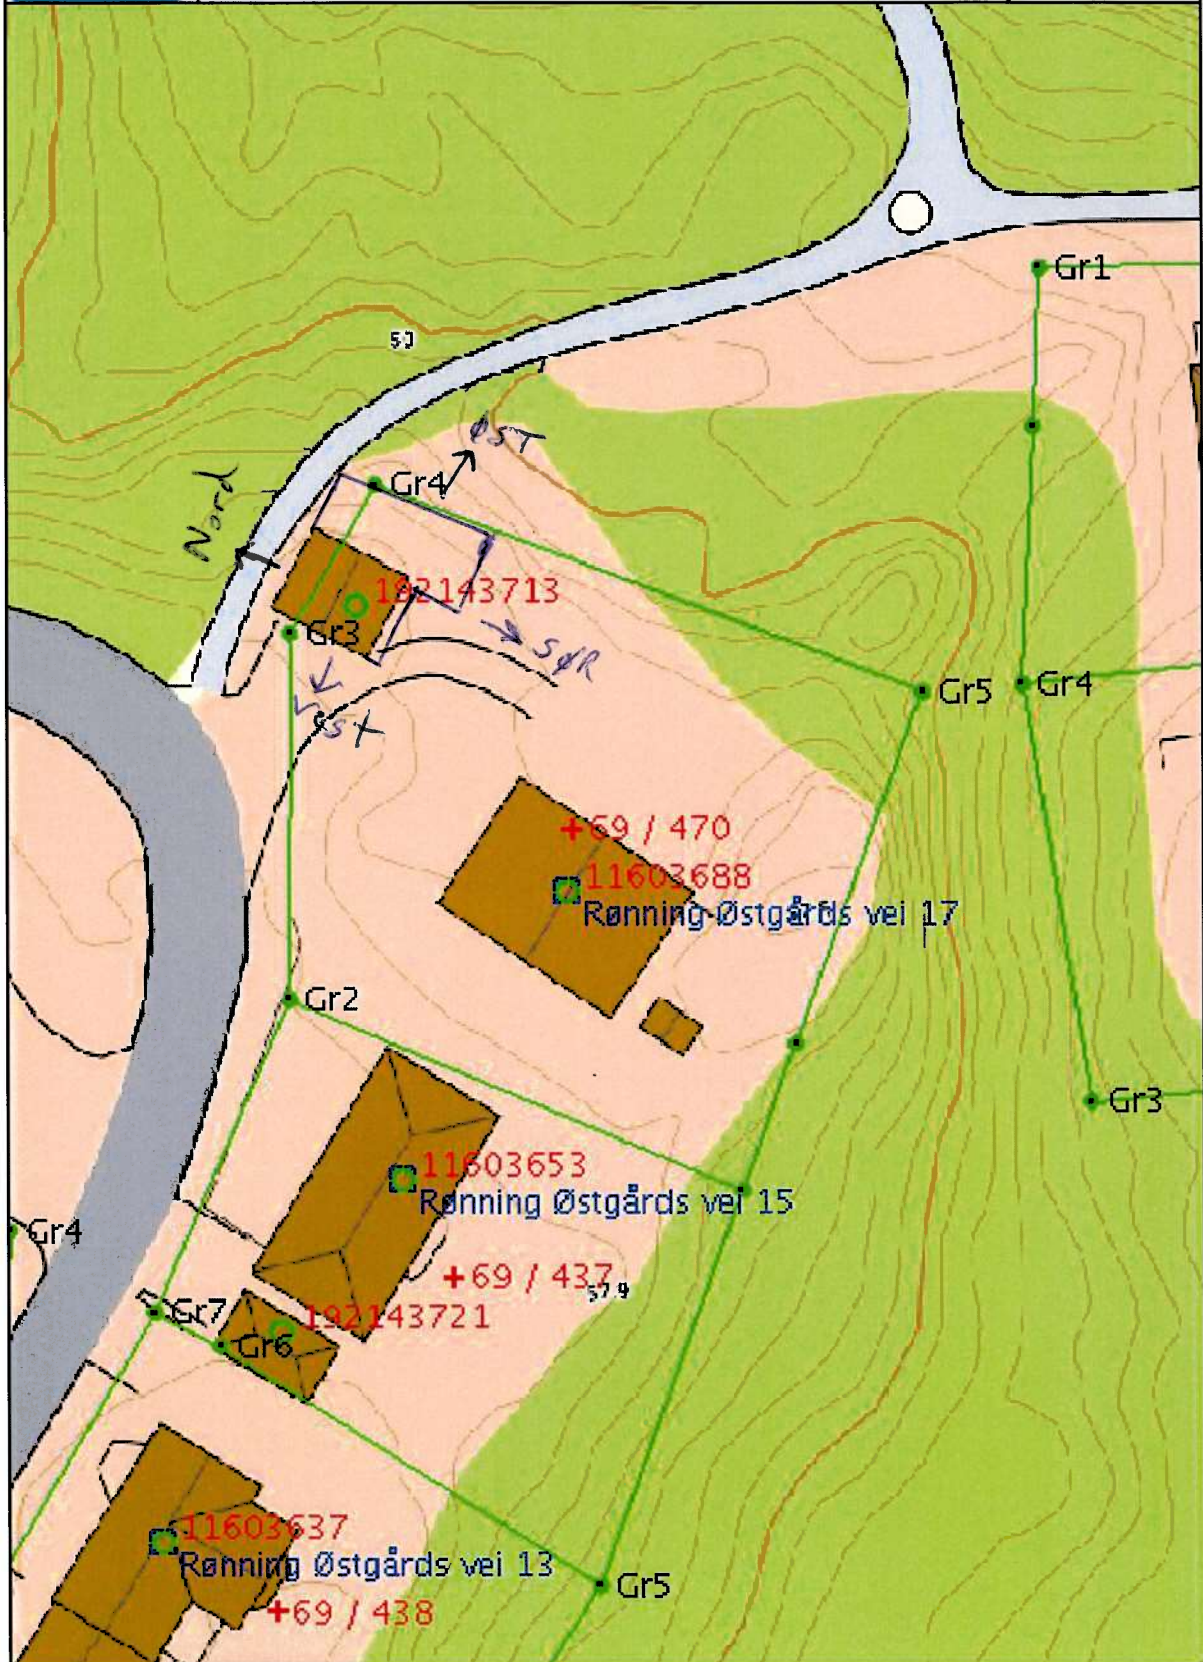 Gr1
50
ØST
Gr4
Nord
192143713
Gr3
SØR
Gr5
Gr4
+69 / 470
11603688
Rønning Østgårds vei 17
Gr2
Gr3
11603653
Rønning Østgårds vei 15
Gr4
+69 / 437
57.9
Gr7
192143721
Gr6
11603637
Rønning Østgårds vei 13
Gr5
+69 / 438